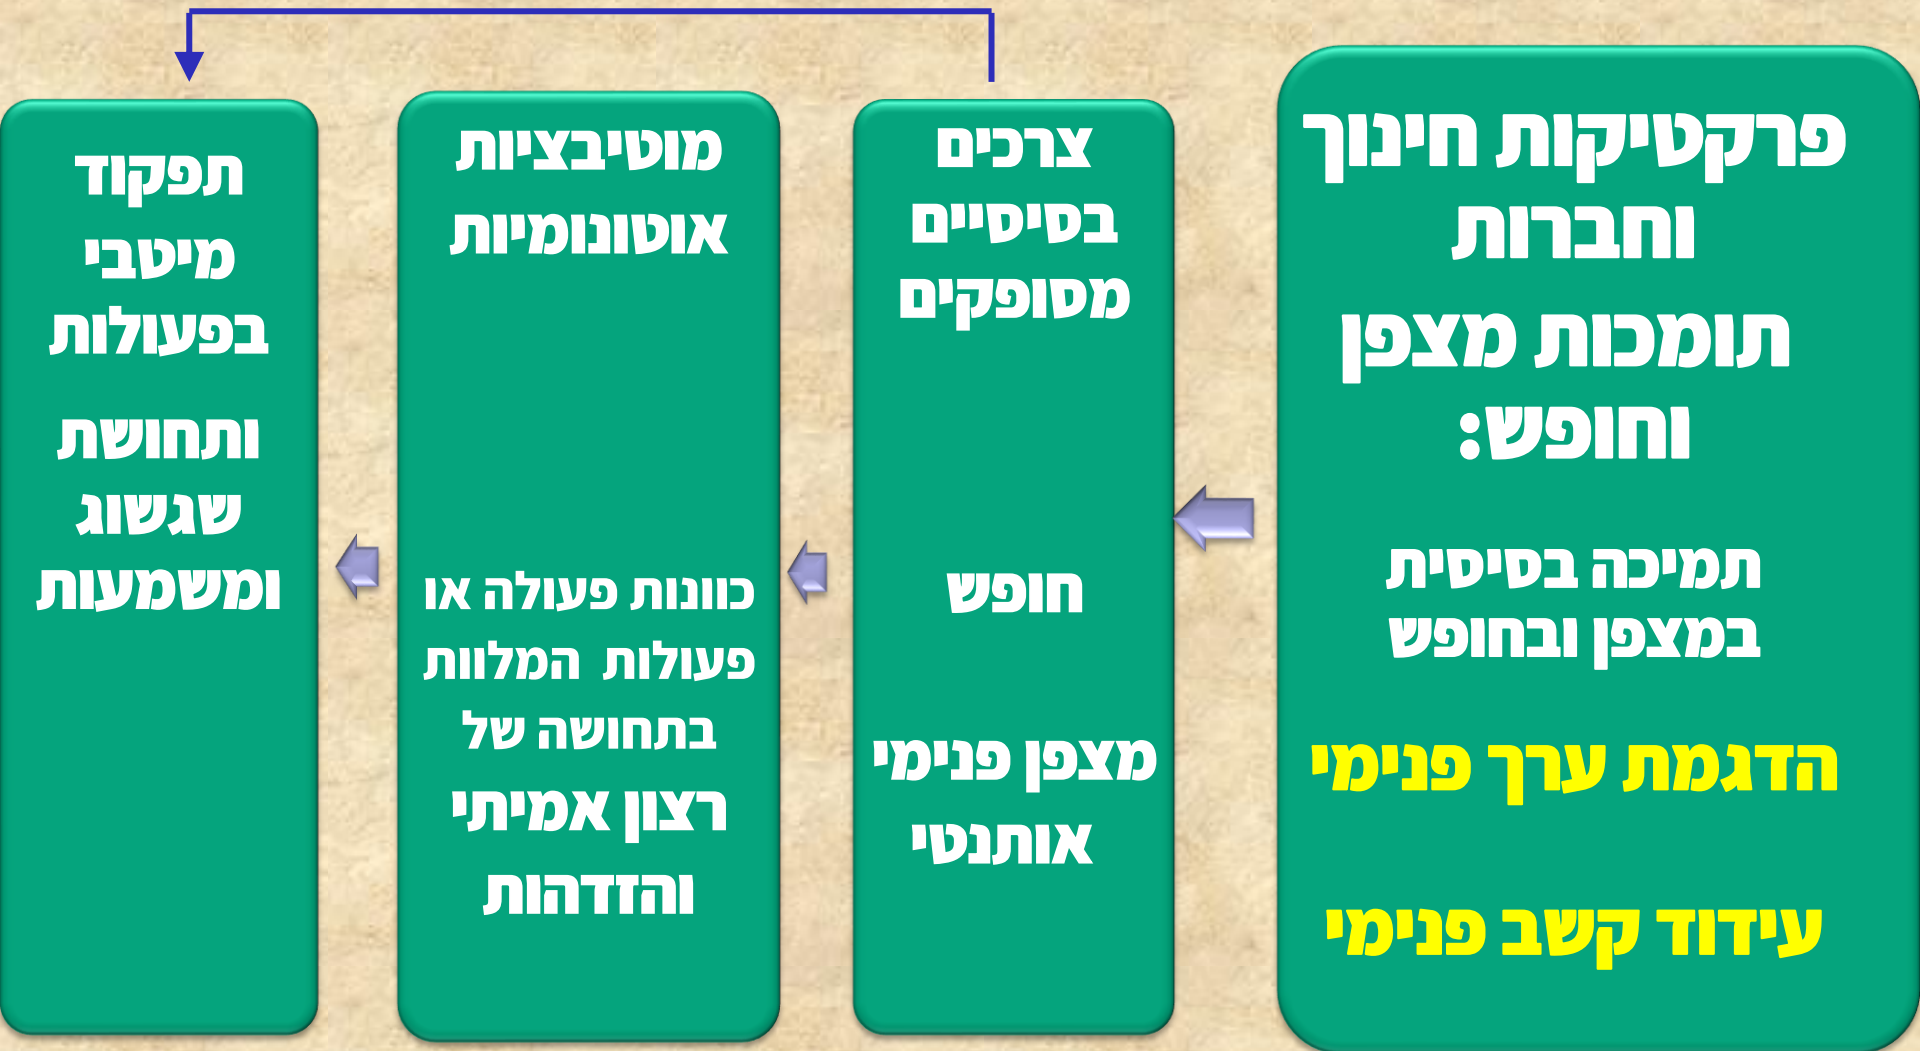 פרקטיקות חינוך
וחברות
תומכות מצפן
וחופש:
תמיכה בסיסית
במצפן ובחופש
הדגמת ערך פנימי
עידוד קשב פנימי
צרכים
בסיסיים
מסופקים
חופש
מצפן פנימי
אותנטי
מוטיבציות
אוטונומיות
כוונות פעולה או
פעולות המלוות
בתחושה של
רצון אמיתי
והזדהות
תפקוד
מיטבי
בפעולות
ותחושת
שגשוג
ומשמעות